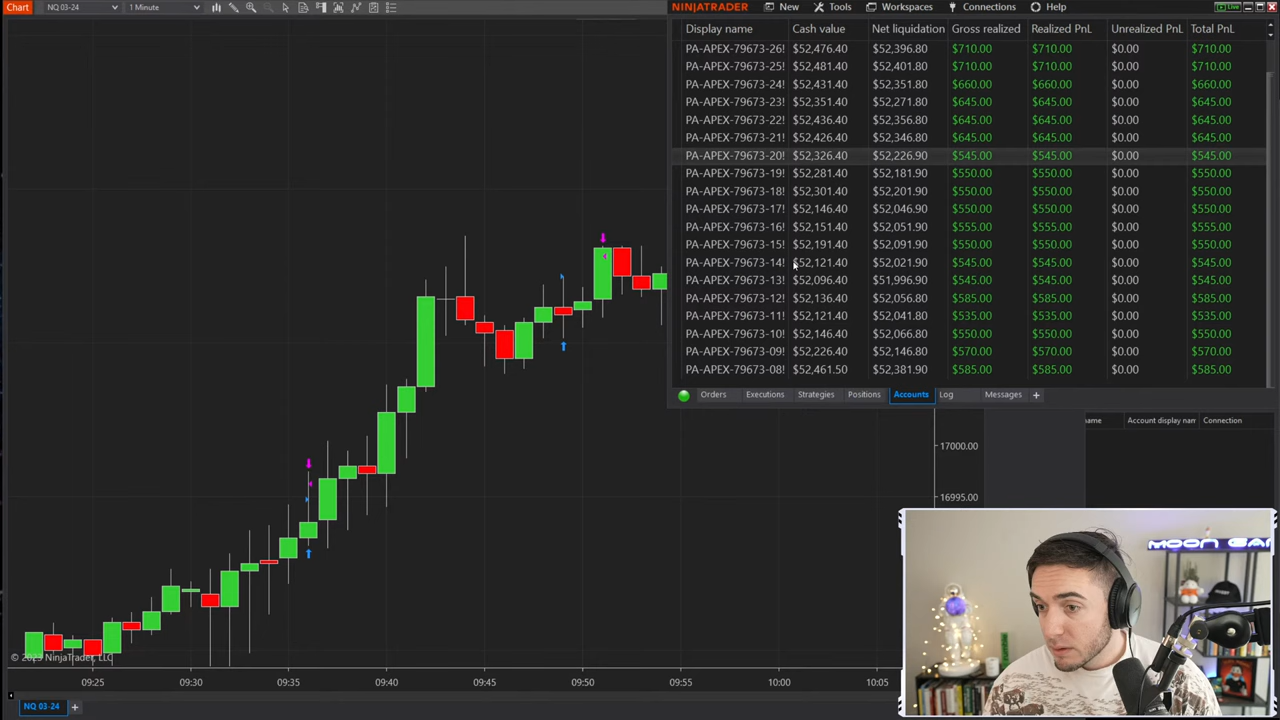 Chart NQ 03-24 1 Minute
NINJATRADER New Tools Workspaces Connections Help Live
Display name Cash value Net liquidation Gross realized Realized PnL Unrealized PnL Total PnL
PA-APEX-79673-26! $52,476.40 $52,396.80 $710.00 $710.00 $0.00 $710.00
PA-APEX-79673-25! $52,481.40 $52,401.80 $710.00 $710.00 $0.00 $710.00
PA-APEX-79673-24! $52,431.40 $52,351.80 $660.00 $660.00 $0.00 $660.00
PA-APEX-79673-23! $52,351.40 $52,271.80 $645.00 $645.00 $0.00 $645.00
PA-APEX-79673-22! $52,436.40 $52,356.80 $645.00 $645.00 $0.00 $645.00
PA-APEX-79673-21! $52,426.40 $52,346.80 $645.00 $645.00 $0.00 $645.00
PA-APEX-79673-20! $52,326.40 $52,226.90 $545.00 $545.00 $0.00 $545.00
PA-APEX-79673-19! $52,281.40 $52,181.90 $550.00 $550.00 $0.00 $550.00
PA-APEX-79673-18! $52,301.40 $52,201.90 $550.00 $550.00 $0.00 $550.00
PA-APEX-79673-17! $52,146.40 $52,046.90 $550.00 $550.00 $0.00 $550.00
PA-APEX-79673-16! $52,151.40 $52,051.90 $555.00 $555.00 $0.00 $555.00
PA-APEX-79673-15! $52,191.40 $52,091.90 $550.00 $550.00 $0.00 $550.00
PA-APEX-79673-14! $52,121.40 $52,021.90 $545.00 $545.00 $0.00 $545.00
PA-APEX-79673-13! $52,096.40 $51,996.90 $545.00 $545.00 $0.00 $545.00
PA-APEX-79673-12! $52,136.40 $52,056.80 $585.00 $585.00 $0.00 $585.00
PA-APEX-79673-11! $52,121.40 $52,041.80 $535.00 $535.00 $0.00 $535.00
PA-APEX-79673-10! $52,146.40 $52,066.80 $550.00 $550.00 $0.00 $550.00
PA-APEX-79673-09! $52,226.40 $52,146.80 $570.00 $570.00 $0.00 $570.00
PA-APEX-79673-08! $52,461.50 $52,381.90 $585.00 $585.00 $0.00 $585.00
Orders Executions Strategies Positions Accounts Log Messages +
ame Account display nam Connection
17000.00
16995.00
© 2023 NinjaTrader, LLC
09:25 09:30 09:35 09:40 09:45 09:50 09:55 10:00 10:05
NQ 03-24 +